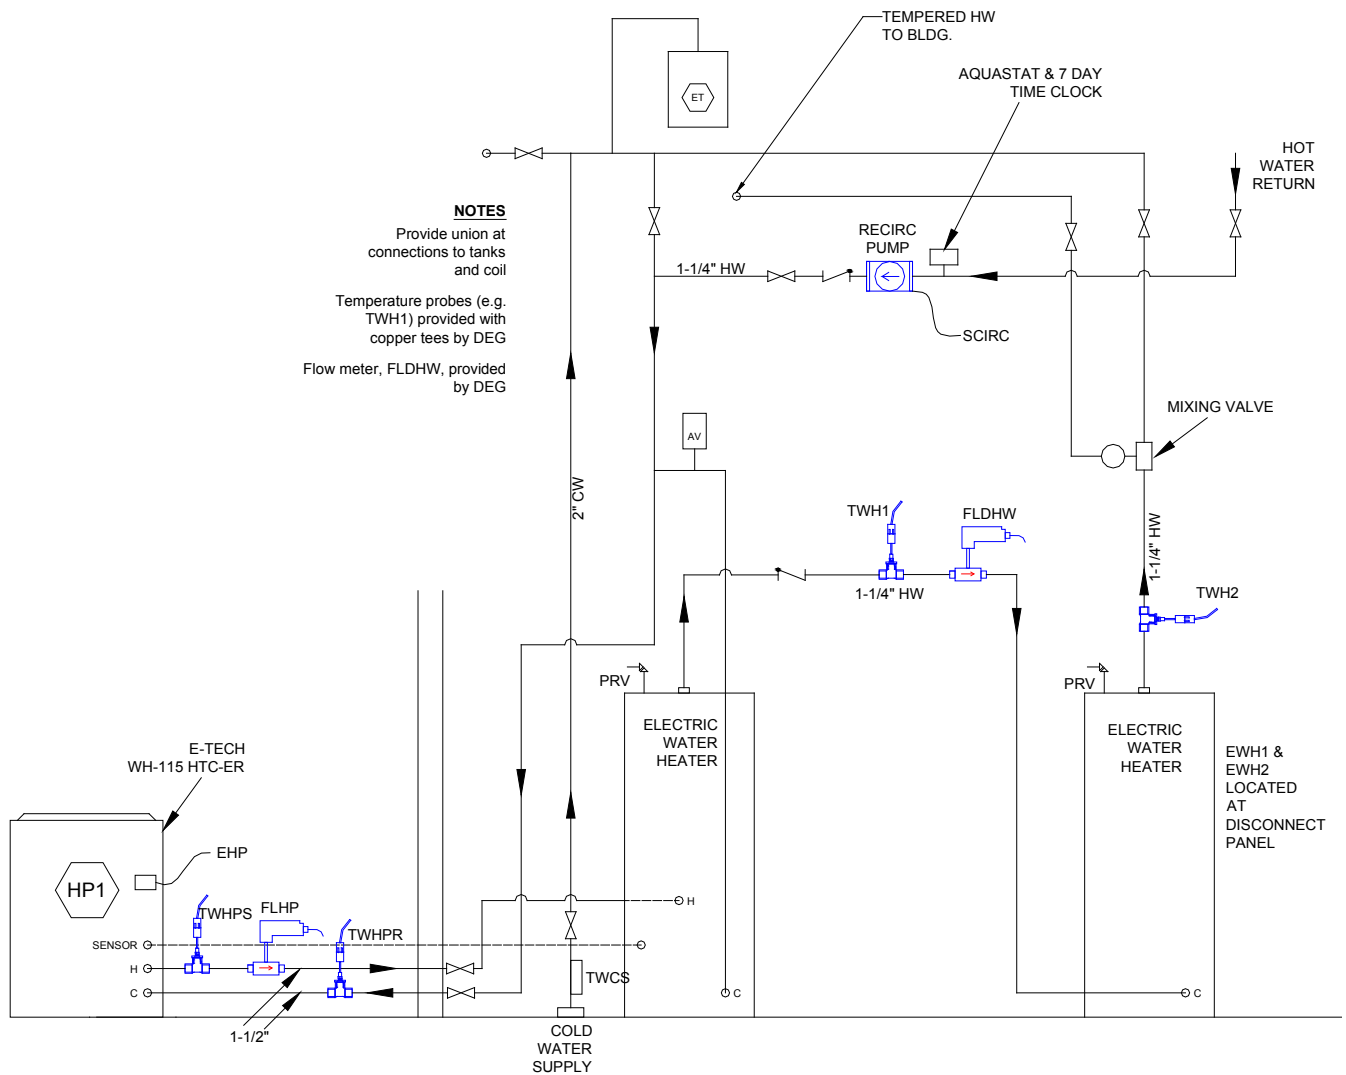 TEMPERED HW
TO BLDG.
AQUASTAT & 7 DAY
TIME CLOCK
ET
HOT
WATER
RETURN
NOTES
Provide union at
connections to tanks
and coil
Temperature probes (e.g.
TWH1) provided with
copper tees by DEG
Flow meter, FLDHW, provided
by DEG
RECIRC
PUMP
1-1/4" HW
SCIRC
MIXING VALVE
AV
2" CW
TWH1
FLDHW
1-1/4" HW
1-1/4" HW
TWH2
PRV
PRV
ELECTRIC
WATER
HEATER
ELECTRIC
WATER
HEATER
EWH1 &
EWH2
LOCATED
AT
DISCONNECT
PANEL
E-TECH
WH-115 HTC-ER
EHP
HP1
TWHPS
FLHP
TWHPR
SENSOR
H
C
H
C
C
TWCS
1-1/2"
COLD
WATER
SUPPLY